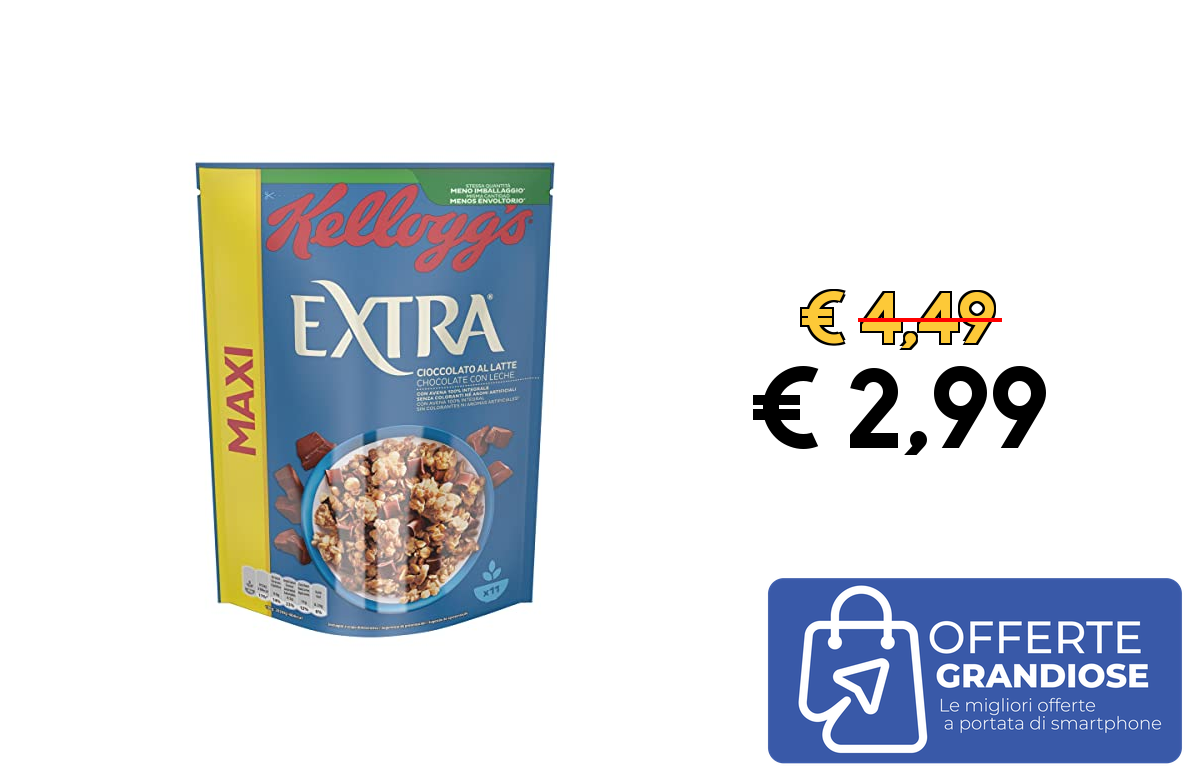 STESSA QUANTITÀ
MENO IMBALLAGGIO*
MISMA CANTIDAD
MENOS ENVOLTORIO*
Kellogg's
EXTRA®
MAXI
CIOCCOLATO AL LATTE
CHOCOLATE CON LECHE
CON AVENA 100% INTEGRALE
SENZA COLORANTI NÉ AROMI ARTIFICIALI
CON AVENA 100% INTEGRAL
SIN COLORANTES NI AROMAS ARTIFICIALES
x11
€ 4,49
€ 2,99
OFFERTE
GRANDIOSE
Le migliori offerte
a portata di smartphone